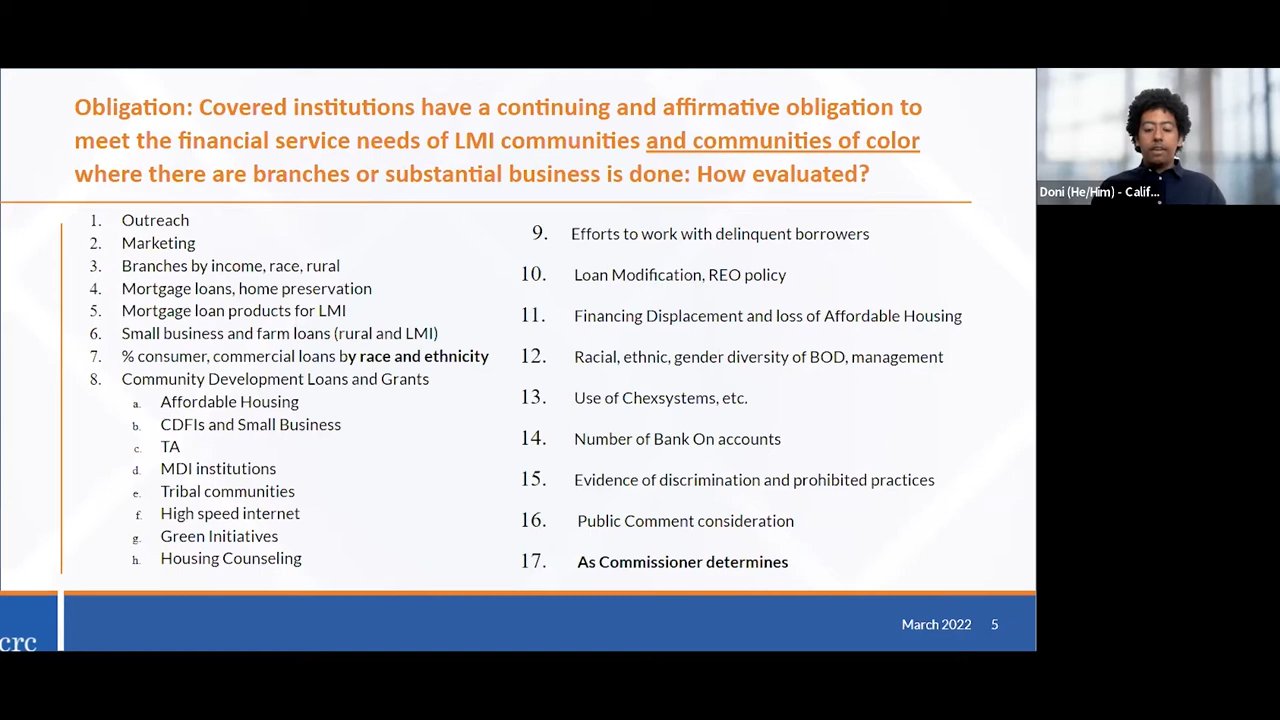 Obligation: Covered institutions have a continuing and affirmative obligation to
meet the financial service needs of LMI communities and communities of color
where there are branches or substantial business is done: How evaluated?
1. Outreach
2. Marketing
3. Branches by income, race, rural
4. Mortgage loans, home preservation
5. Mortgage loan products for LMI
6. Small business and farm loans (rural and LMI)
7. % consumer, commercial loans by race and ethnicity
8. Community Development Loans and Grants
a. Affordable Housing
b. CDFIs and Small Business
c. TA
d. MDI institutions
e. Tribal communities
f. High speed internet
g. Green Initiatives
h. Housing Counseling
9. Efforts to work with delinquent borrowers
10. Loan Modification, REO policy
11. Financing Displacement and loss of Affordable Housing
12. Racial, ethnic, gender diversity of BOD, management
13. Use of Chexsystems, etc.
14. Number of Bank On accounts
15. Evidence of discrimination and prohibited practices
16. Public Comment consideration
17. As Commissioner determines
crc
March 2022 5
Doni (He/Him) - Calif...